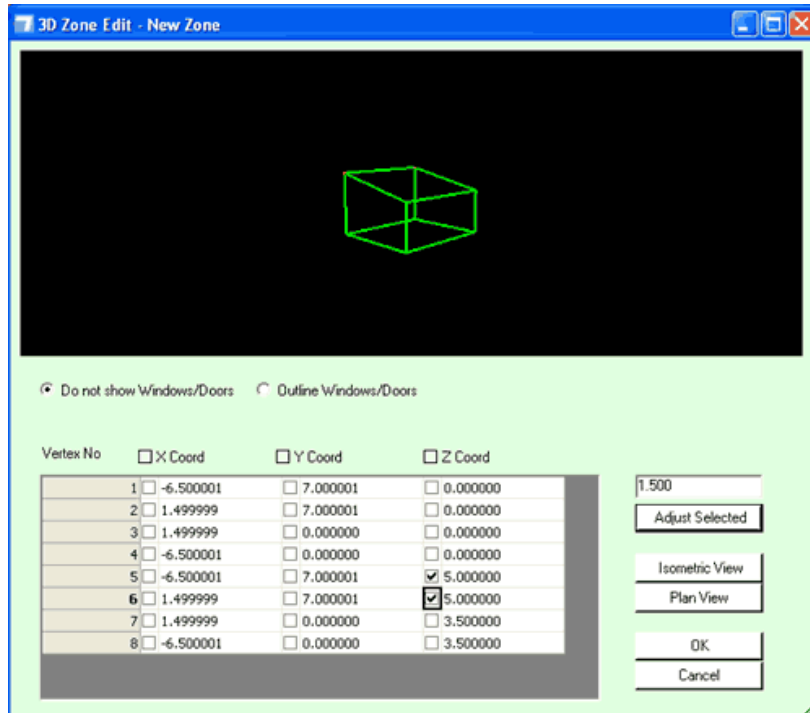 3D Zone Edit - New Zone
Do not show Windows/Doors Outline Windows/Doors
Vertex No X Coord Y Coord Z Coord
1 -6.500001 7.000001 0.000000 1.500
2 1.499999 7.000001 0.000000 Adjust Selected
3 1.499999 0.000000 0.000000
4 -6.500001 0.000000 0.000000
5 -6.500001 7.000001 5.000000 Isometric View
6 1.499999 7.000001 5.000000 Plan View
7 1.499999 0.000000 3.500000
8 -6.500001 0.000000 3.500000 OK
Cancel